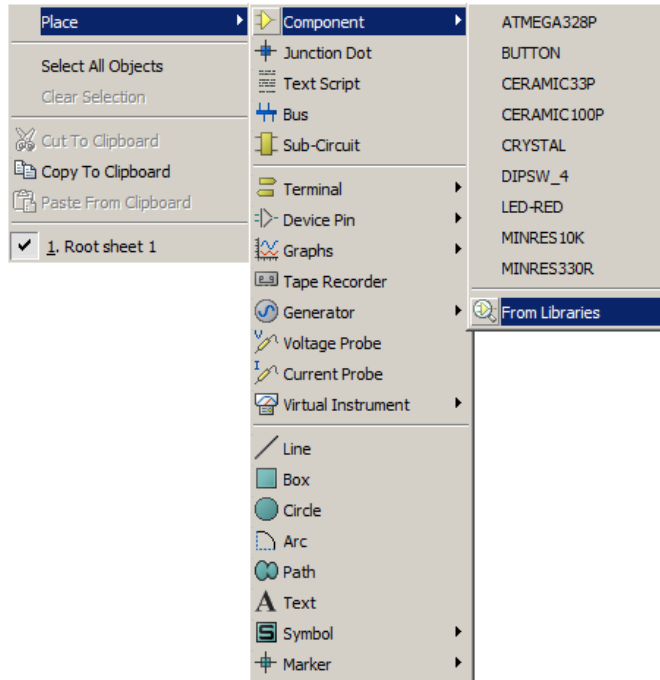 Place
Select All Objects
Clear Selection
Cut To Clipboard
Copy To Clipboard
Paste From Clipboard
1. Root sheet 1
Component
Junction Dot
Text Script
Bus
Sub-Circuit
Terminal
Device Pin
Graphs
Tape Recorder
Generator
Voltage Probe
Current Probe
Virtual Instrument
Line
Box
Circle
Arc
Path
Text
Symbol
Marker
ATMEGA328P
BUTTON
CERAMIC33P
CERAMIC100P
CRYSTAL
DIPSW_4
LED-RED
MINRES10K
MINRES330R
From Libraries